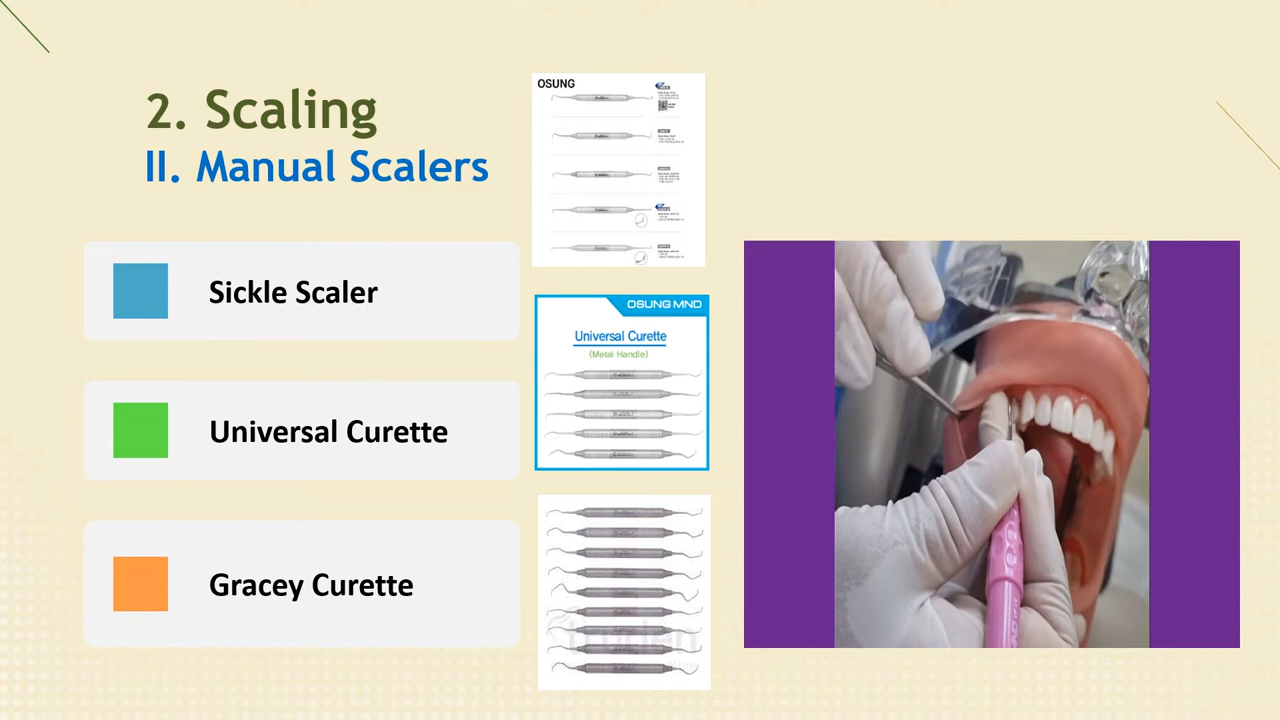 2. Scaling
II. Manual Scalers
Sickle Scaler
Universal Curette
Gracey Curette
OSUNG
OSUNG MND
Universal Curette
(Metal Handle)